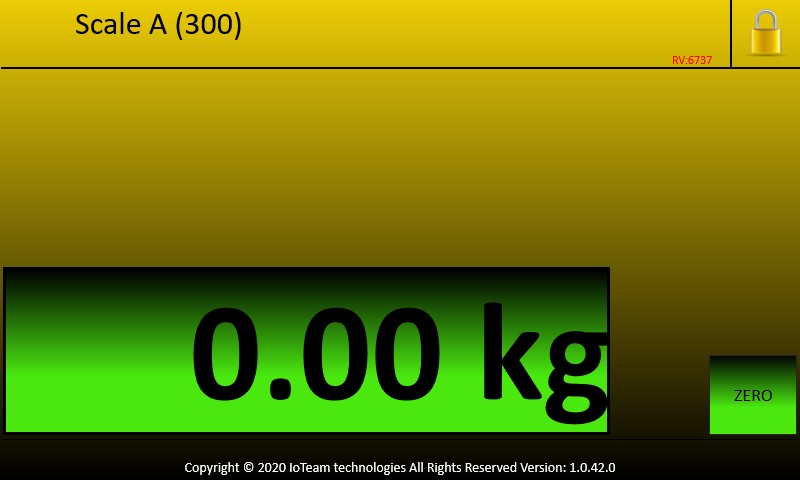 Scale A (300)
RV:6737
0.00 kg
ZERO
Copyright © 2020 IoTeam technologies All Rights Reserved Version: 1.0.42.0